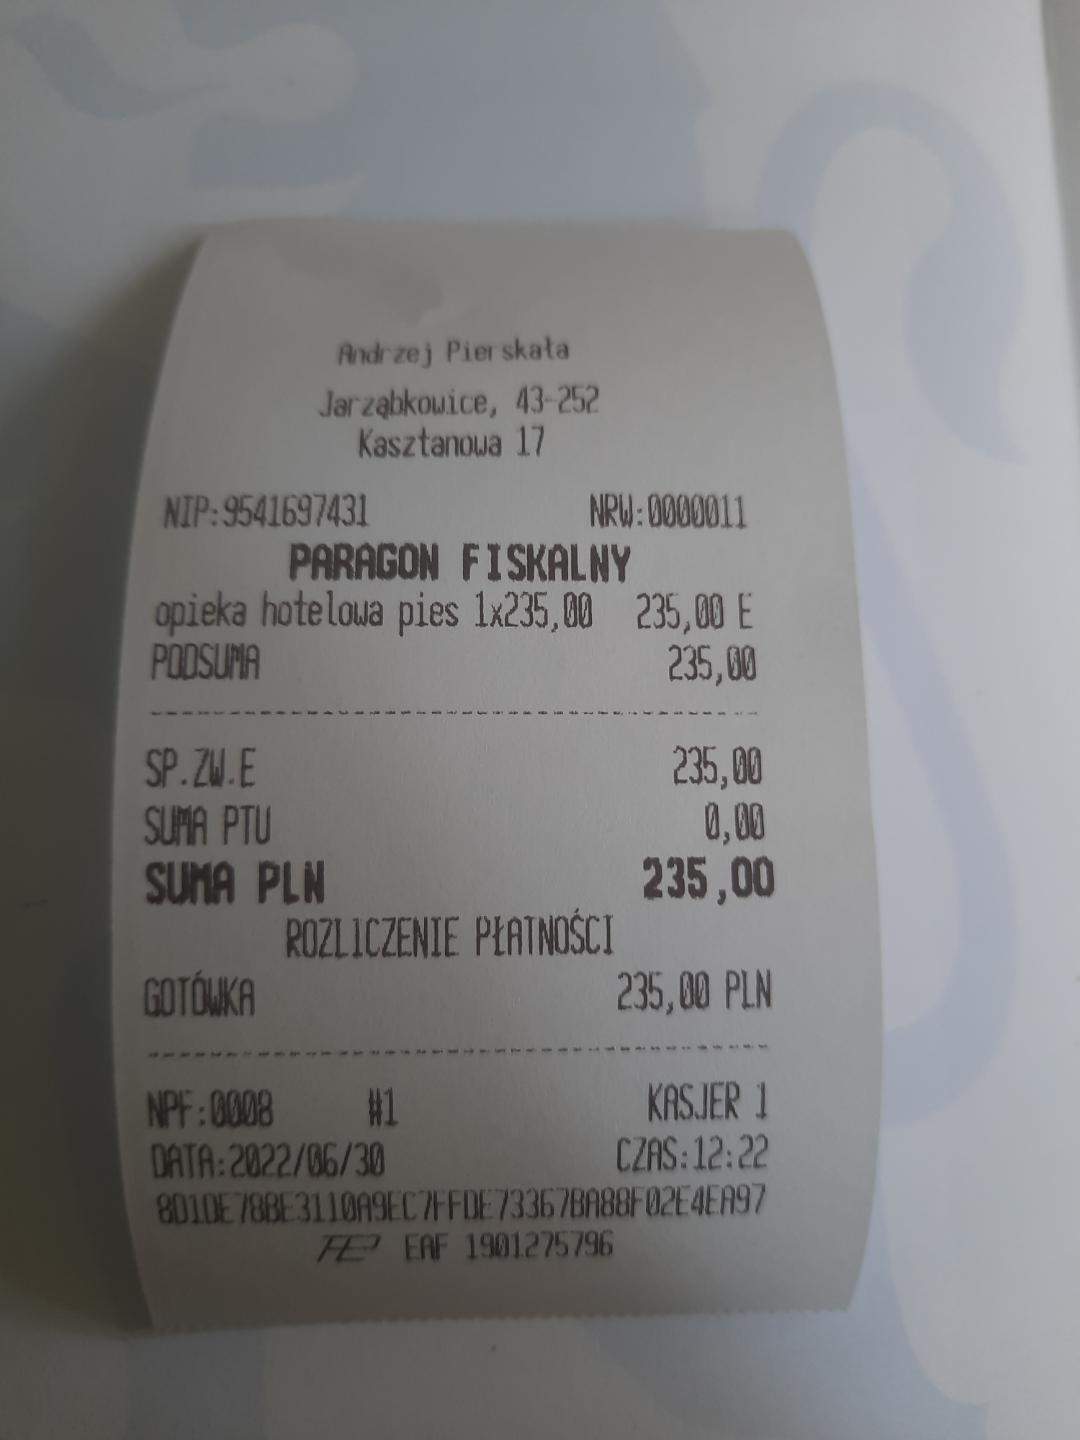 Andrzej Pierskała
Jarząbkowice, 43-252
Kasztanowa 17
NIP:9541697431 NRW:0000011
PARAGON FISKALNY
opieka hotelowa pies 1x235,00 235,00 E
PODSUMA 235,00
SP.ZW.E 235,00
SUMA PTU 0,00
SUMA PLN 235,00
ROZLICZENIE PŁATNOŚCI
GOTÓWKA 235,00 PLN
NPF:0008 #1 KASJER 1
DATA:2022/06/30 CZAS:12:22
8D1DE78BE3110A9EC7FFDE73367BA88F02E4EA97
EAF 1901275796